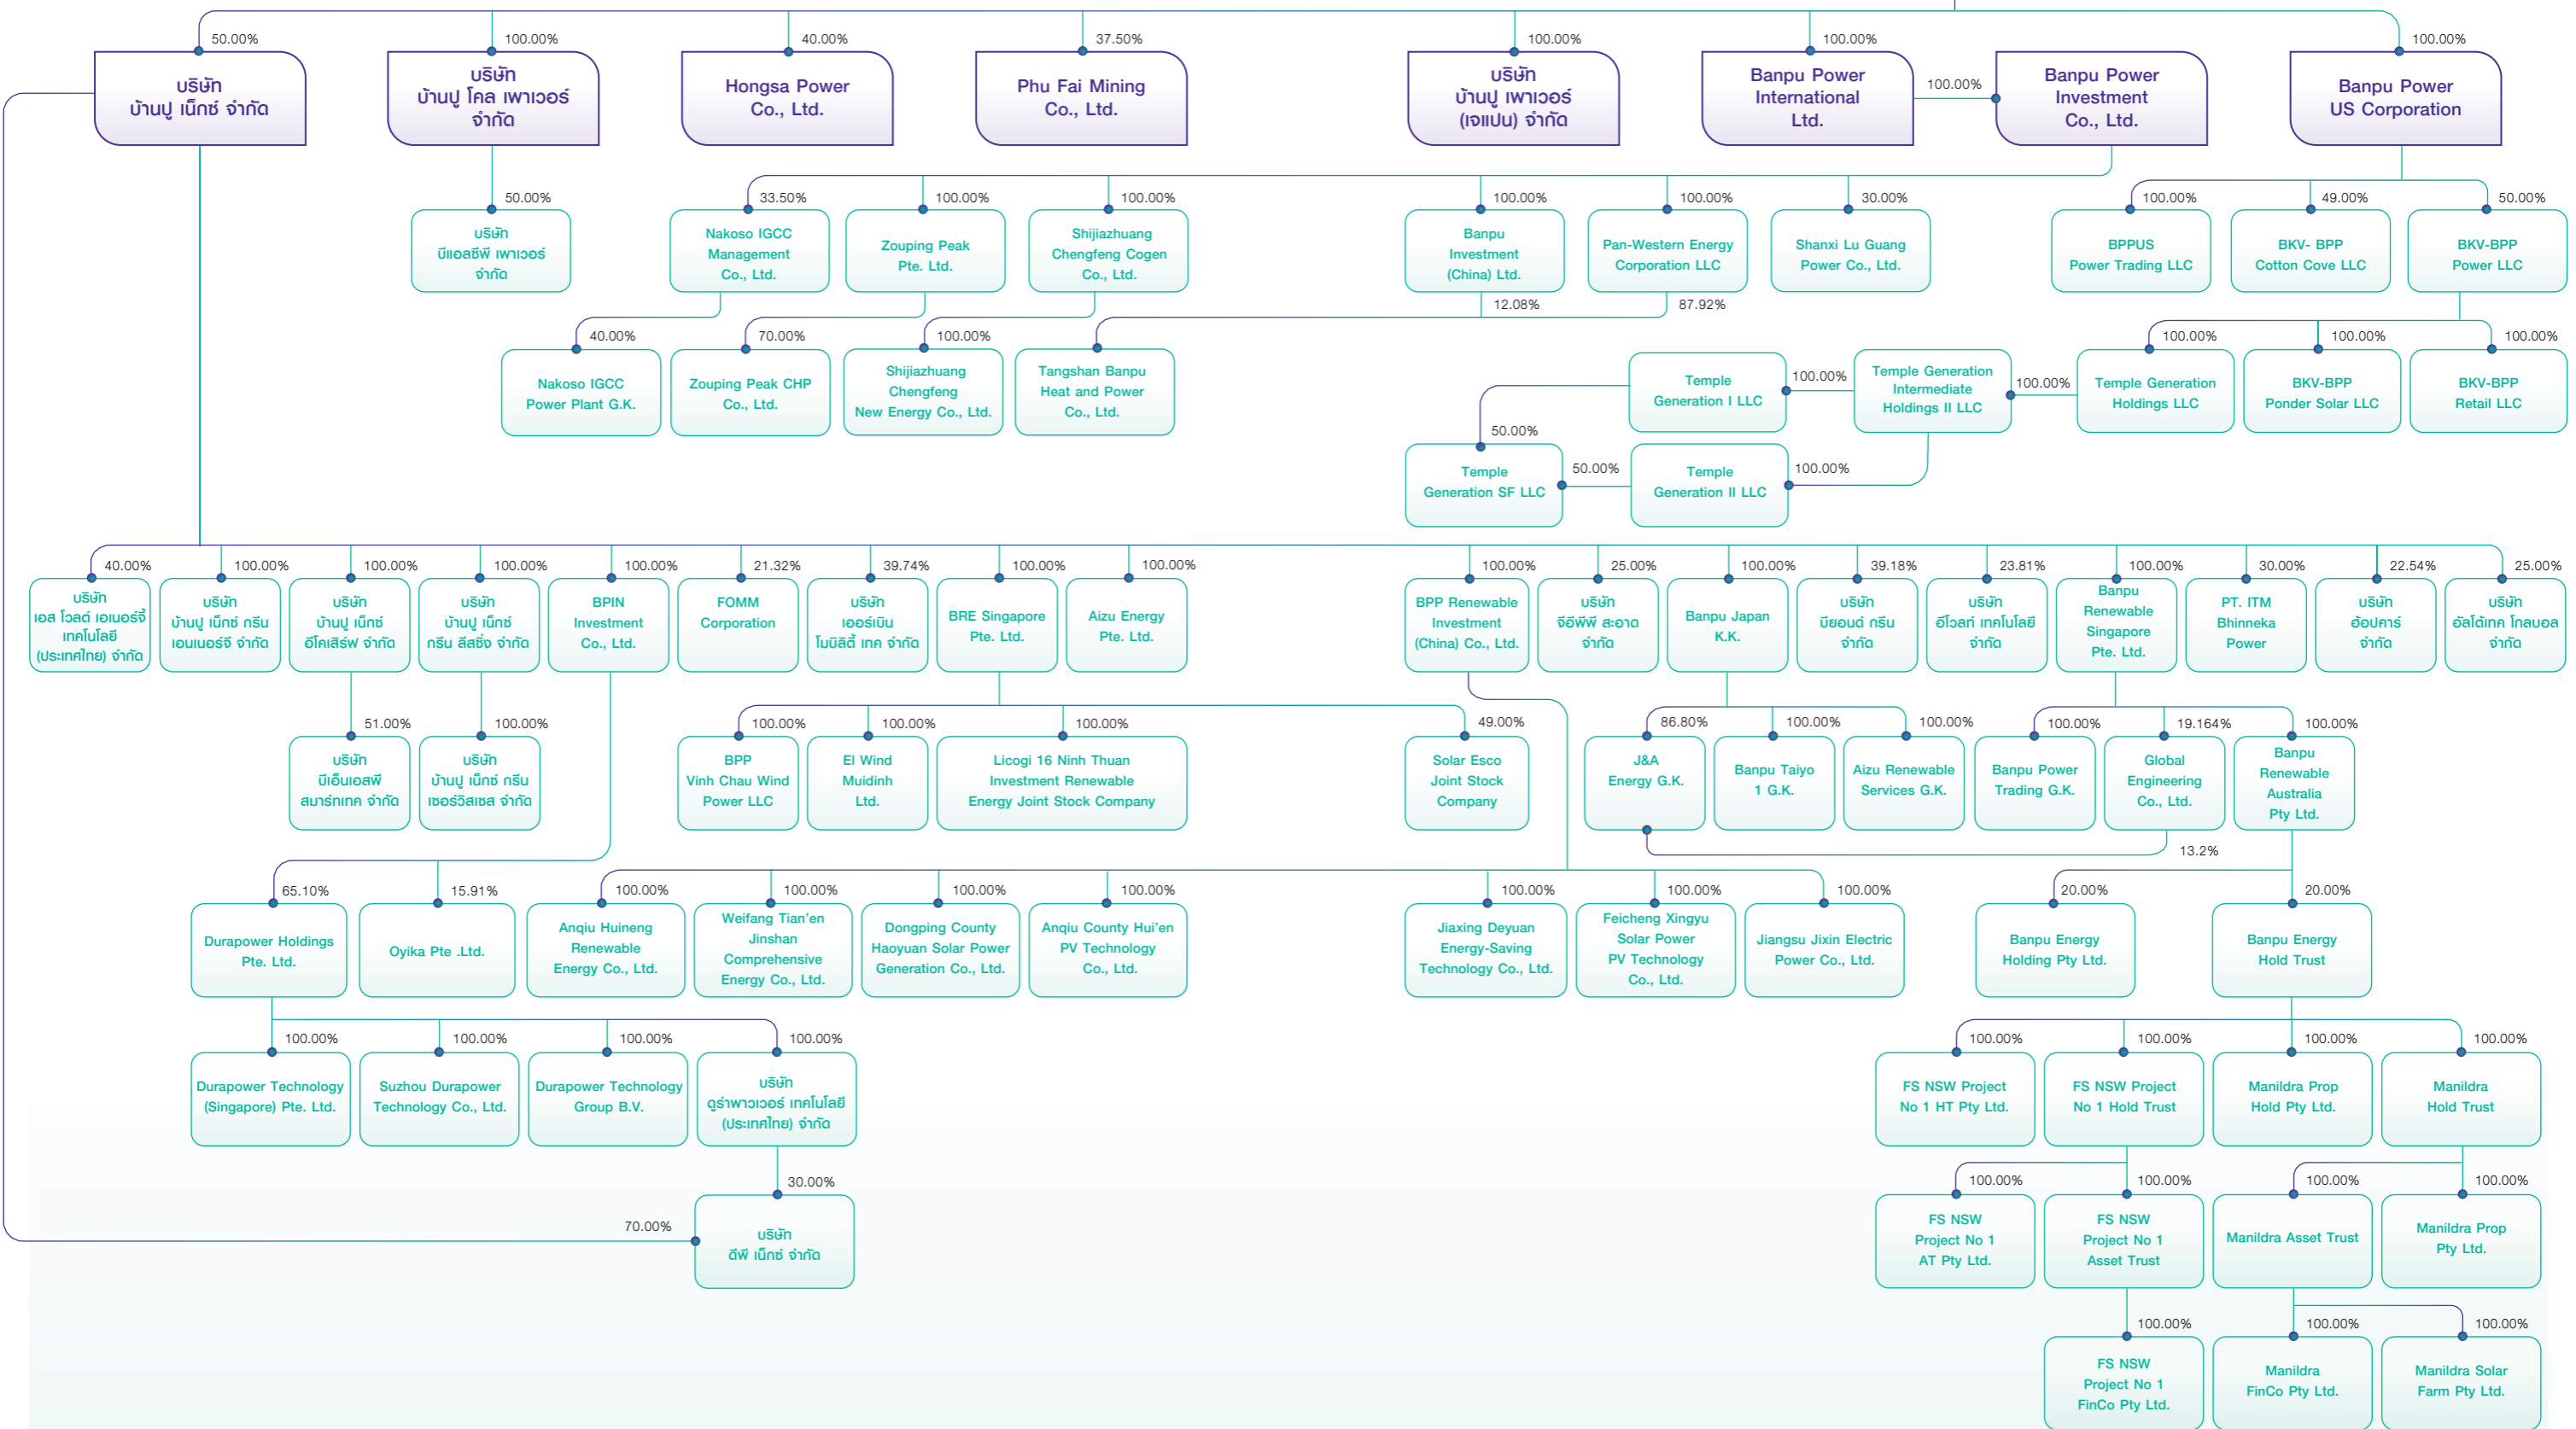 50.00%
100.00%
40.00%
37.50%
100.00%
100.00%
100.00%
บริษัท
บ้านปู เน็กซ์ จำกัด
บริษัท
บ้านปู โคล เพาเวอร์
จำกัด
Hongsa Power
Co., Ltd.
Phu Fai Mining
Co., Ltd.
บริษัท
บ้านปู เพาเวอร์
(เจแปน) จำกัด
Banpu Power
International
Ltd.
100.00%
Banpu Power
Investment
Co., Ltd.
Banpu Power
US Corporation
50.00%
33.50%
100.00%
100.00%
100.00%
100.00%
30.00%
100.00%
49.00%
50.00%
บริษัท
บีแอลซีพี เพาเวอร์
จำกัด
Nakoso IGCC
Management
Co., Ltd.
Zouping Peak
Pte. Ltd.
Shijiazhuang
Chengfeng Cogen
Co., Ltd.
Banpu
Investment
(China) Ltd.
Pan-Western Energy
Corporation LLC
Shanxi Lu Guang
Power Co., Ltd.
BPPUS
Power Trading LLC
BKV- BPP
Cotton Cove LLC
BKV-BPP
Power LLC
12.08%
87.92%
40.00%
70.00%
100.00%
100.00%
100.00%
100.00%
Nakoso IGCC
Power Plant G.K.
Zouping Peak CHP
Co., Ltd.
Shijiazhuang
Chengfeng
New Energy Co., Ltd.
Tangshan Banpu
Heat and Power
Co., Ltd.
Temple
Generation I LLC
100.00%
Temple Generation
Intermediate
Holdings II LLC
100.00%
Temple Generation
Holdings LLC
BKV-BPP
Ponder Solar LLC
BKV-BPP
Retail LLC
50.00%
Temple
Generation SF LLC
50.00%
Temple
Generation II LLC
100.00%
40.00%
100.00%
100.00%
100.00%
100.00%
21.32%
39.74%
100.00%
100.00%
100.00%
25.00%
100.00%
39.18%
23.81%
100.00%
30.00%
22.54%
25.00%
บริษัท
เอส โวลต์ เอเนอร์จี้
เทคโนโลยี
(ประเทศไทย) จำกัด
บริษัท
บ้านปู เน็กซ์ กรีน
เอนเนอร์จี จำกัด
บริษัท
บ้านปู เน็กซ์
อีโคเสิร์ฟ จำกัด
บริษัท
บ้านปู เน็กซ์
กรีน ลีสซิ่ง จำกัด
BPIN
Investment
Co., Ltd.
FOMM
Corporation
บริษัท
เออร์เบิน
โมบิลิตี้ เทค จำกัด
BRE Singapore
Pte. Ltd.
Aizu Energy
Pte. Ltd.
BPP Renewable
Investment
(China) Co., Ltd.
บริษัท
จีอีพีพี สะอาด
จำกัด
Banpu Japan
K.K.
บริษัท
บียอนด์ กรีน
จำกัด
บริษัท
อีโวลท์ เทคโนโลยี
จำกัด
Banpu
Renewable
Singapore
Pte. Ltd.
PT. ITM
Bhinneka
Power
บริษัท
ฮ้อปคาร์
จำกัด
บริษัท
อัลโต้เทค โกลบอล
จำกัด
51.00%
100.00%
100.00%
100.00%
100.00%
49.00%
86.80%
100.00%
100.00%
100.00%
19.164%
100.00%
บริษัท
บีเอ็นเอสพี
สมาร์ทเทค จำกัด
บริษัท
บ้านปู เน็กซ์ กรีน
เซอร์วิสเซส จำกัด
BPP
Vinh Chau Wind
Power LLC
El Wind
Muidinh
Ltd.
Licogi 16 Ninh Thuan
Investment Renewable
Energy Joint Stock Company
Solar Esco
Joint Stock
Company
J&A
Energy G.K.
Banpu Taiyo
1 G.K.
Aizu Renewable
Services G.K.
Banpu Power
Trading G.K.
Global
Engineering
Co., Ltd.
Banpu
Renewable
Australia
Pty Ltd.
13.2%
65.10%
15.91%
100.00%
100.00%
100.00%
100.00%
100.00%
100.00%
100.00%
20.00%
20.00%
Durapower Holdings
Pte. Ltd.
Oyika Pte .Ltd.
Anqiu Huineng
Renewable
Energy Co., Ltd.
Weifang Tian'en
Jinshan
Comprehensive
Energy Co., Ltd.
Dongping County
Haoyuan Solar Power
Generation Co., Ltd.
Anqiu County Hui'en
PV Technology
Co., Ltd.
Jiaxing Deyuan
Energy-Saving
Technology Co., Ltd.
Feicheng Xingyu
Solar Power
PV Technology
Co., Ltd.
Jiangsu Jixin Electric
Power Co., Ltd.
Banpu Energy
Holding Pty Ltd.
Banpu Energy
Hold Trust
100.00%
100.00%
100.00%
100.00%
100.00%
100.00%
100.00%
100.00%
Durapower Technology
(Singapore) Pte. Ltd.
Suzhou Durapower
Technology Co., Ltd.
Durapower Technology
Group B.V.
บริษัท
ดูร่าพาวเวอร์ เทคโนโลยี
(ประเทศไทย) จำกัด
FS NSW Project
No 1 HT Pty Ltd.
FS NSW Project
No 1 Hold Trust
Manildra Prop
Hold Pty Ltd.
Manildra
Hold Trust
30.00%
100.00%
100.00%
100.00%
100.00%
70.00%
บริษัท
ดีพี เน็กซ์ จำกัด
FS NSW
Project No 1
AT Pty Ltd.
FS NSW
Project No 1
Asset Trust
Manildra Asset Trust
Manildra Prop
Pty Ltd.
100.00%
100.00%
100.00%
FS NSW
Project No 1
FinCo Pty Ltd.
Manildra
FinCo Pty Ltd.
Manildra Solar
Farm Pty Ltd.